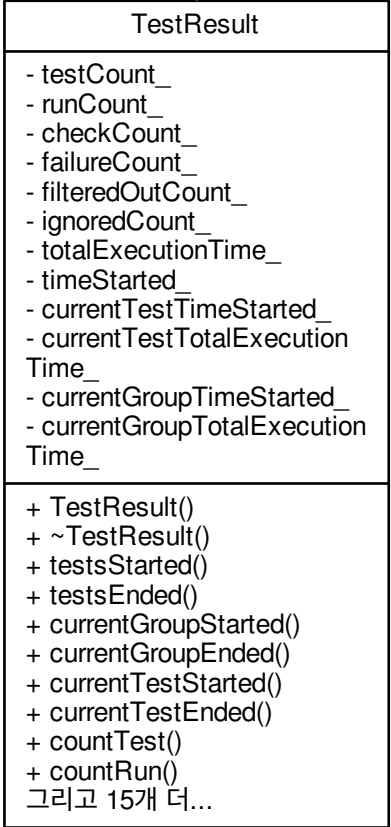 TestResult
- testCount_
- runCount_
- checkCount_
- failureCount_
- filteredOutCount_
- ignoredCount_
- totalExecutionTime_
- timeStarted_
- currentTestTimeStarted_
- currentTestTotalExecution
Time_
- currentGroupTimeStarted_
- currentGroupTotalExecution
Time_
+ TestResult()
+ ~TestResult()
+ testsStarted()
+ testsEnded()
+ currentGroupStarted()
+ currentGroupEnded()
+ currentTestStarted()
+ currentTestEnded()
+ countTest()
+ countRun()
그리고 15개 더...